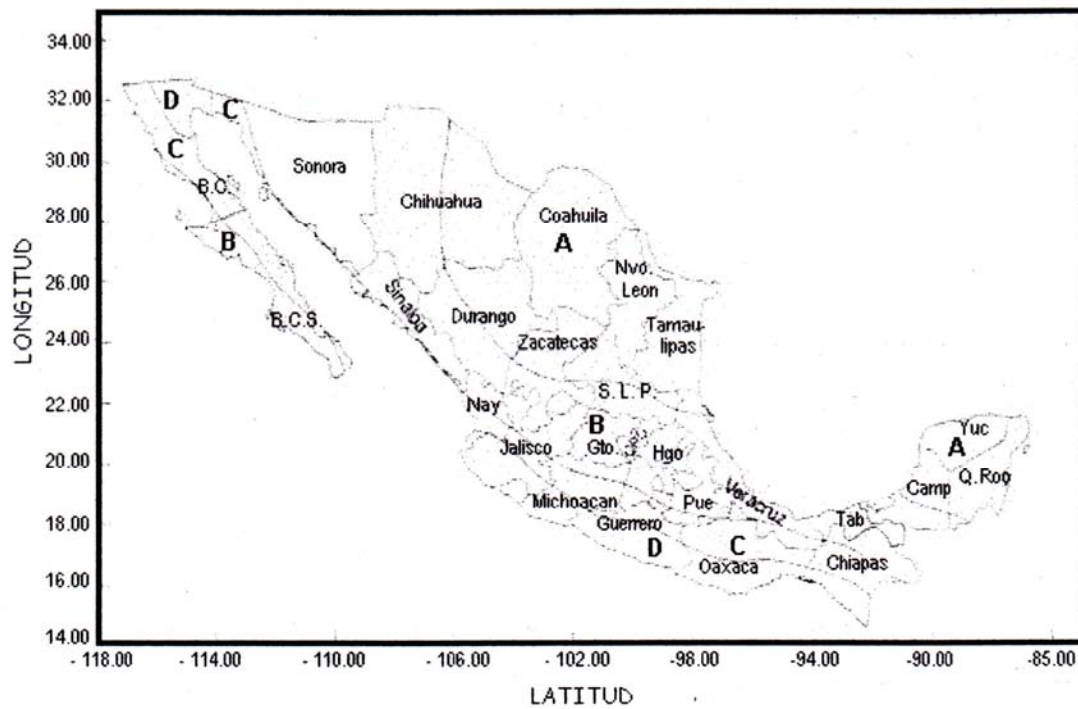 34.00
32.00
30.00
28.00
26.00
24.00
22.00
20.00
18.00
16.00
14.00
LONGITUD
D
C
C
Sonora
B.C.
Chihuahua
Coahuila
A
B
Nvo.
Leon
Sinaloa
Durango
B.C.S.
Tamau-
lipas
Zacatecas
S. L. P.
Nay
B
Yuc
A
Jalisco
Gto.
Hgo
Q.Roo
Camp
Michoacan
Pue
Veracruz
Guerrero
Tab
D
C
Oaxaca
Chiapas
- 118.00 - 114.00 - 110.00 -106.00 -102.00 -98.00 -94.00 -90.00 -85.00
LATITUD